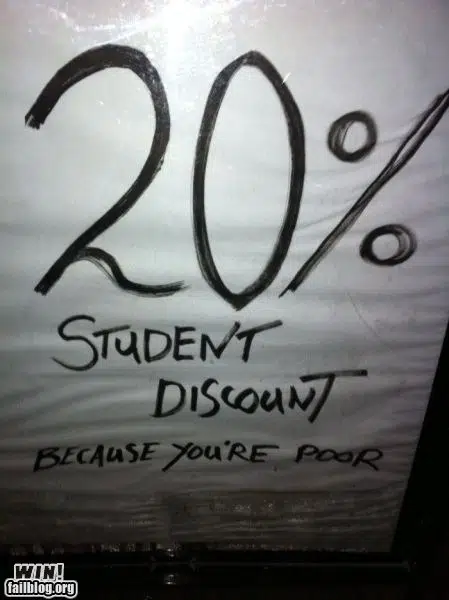 20%
STUDENT
DISCOUNT
BECAUSE YOU'RE POOR
WIN!
failblog.org